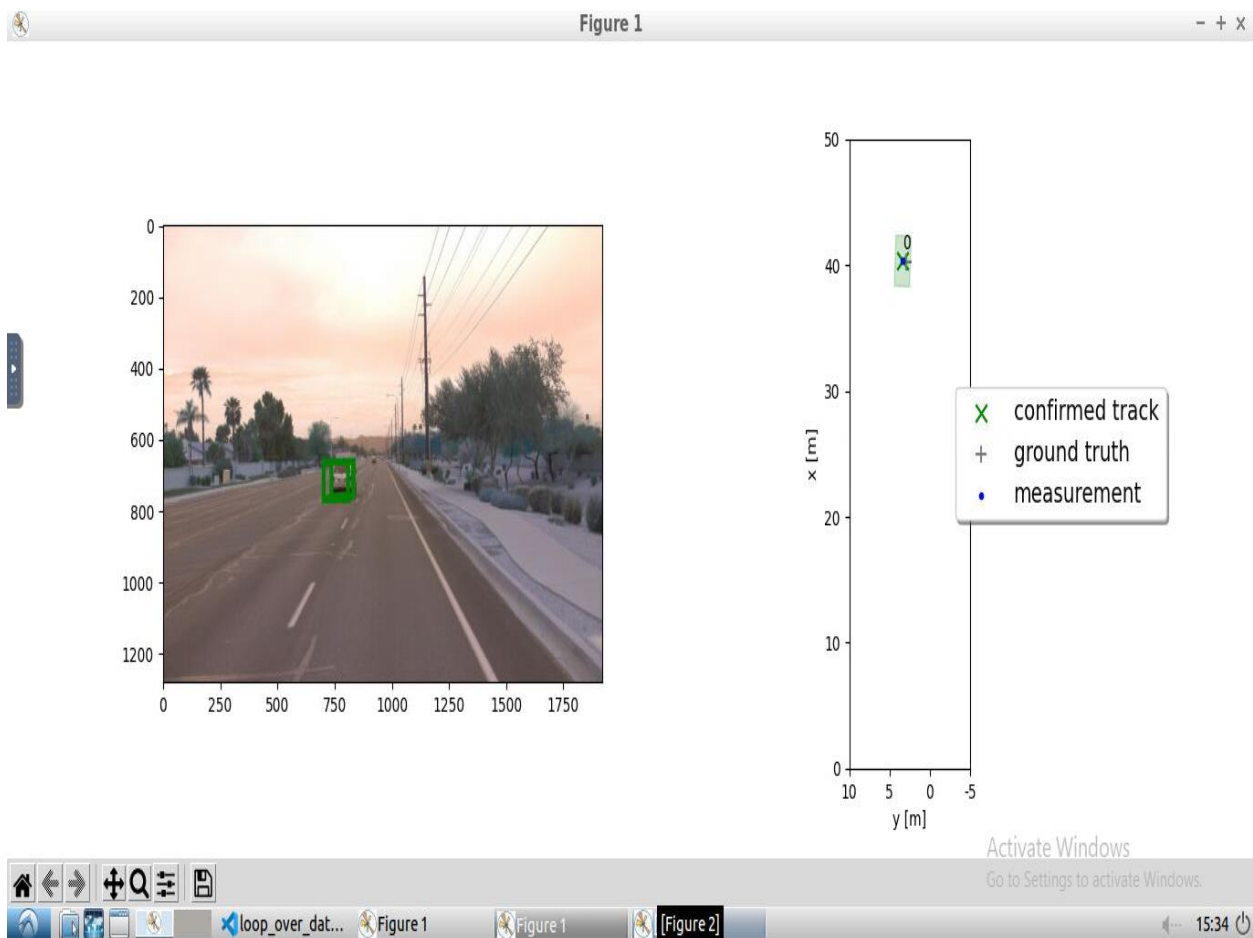 Figure 1
0
200
400
600
800
1000
1200
0 250 500 750 1000 1250 1500 1750
50
40
30
20
10
0
10 5 0 -5
x [m]
y [m]
0
confirmed track
ground truth
measurement
Activate Windows
Go to Settings to activate Windows.
loop_over_dat... Figure 1 Figure 1 [Figure 2] 15:34